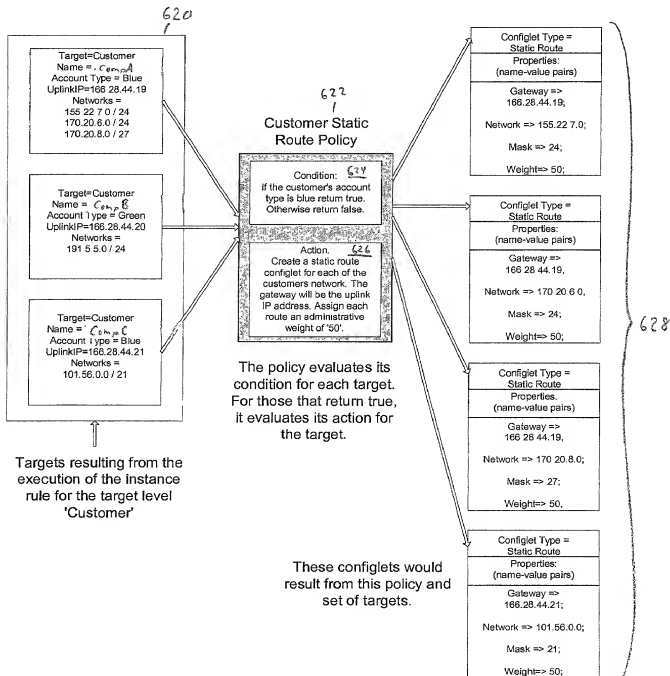 620
Target=Customer
Name = CompA
Account Type = Blue
UplinkIP=166 28.44.19
Networks =
155 22 7 0 / 24
170.20.6.0 / 24
170.20.8.0 / 27
Target=Customer
Name = CompB
Account Type = Green
UplinkIP=166.28.44.20
Networks =
191 5 5.0 / 24
Target=Customer
Name = CompC
Account Type = Blue
UplinkIP=166.28.44.21
Networks =
101.56.0.0 / 21
Targets resulting from the
execution of the instance
rule for the target level
'Customer'
622
Customer Static
Route Policy
Condition: 624
if the customer's account
type is blue return true.
Otherwise return false.
Action. 626
Create a static route
configlet for each of the
customers network. The
gateway will be the uplink
IP address. Assign each
route an administrative
weight of '50'.
The policy evaluates its
condition for each target.
For those that return true,
it evaluates its action for
the target.
These configlets would
result from this policy and
set of targets.
Configlet Type =
Static Route
Properties:
(name-value pairs)
Gateway =>
166.28.44.19;
Network => 155.22 7.0;
Mask => 24;
Weight=> 50;
Configlet Type =
Static Route
Properties:
(name-value pairs)
Gateway =>
166 28 44.19,
Network => 170 20 6 0,
Mask => 24;
Weight=> 50;
Configlet Type =
Static Route
Properties.
(name-value pairs)
Gateway =>
166 28 44.19,
Network => 170 20.8.0;
Mask => 27;
Weight=> 50,
Configlet Type =
Static Route
Properties:
(name-value pairs)
Gateway =>
166.28.44.21;
Network => 101.56.0.0;
Mask => 21;
Weight=> 50;
628